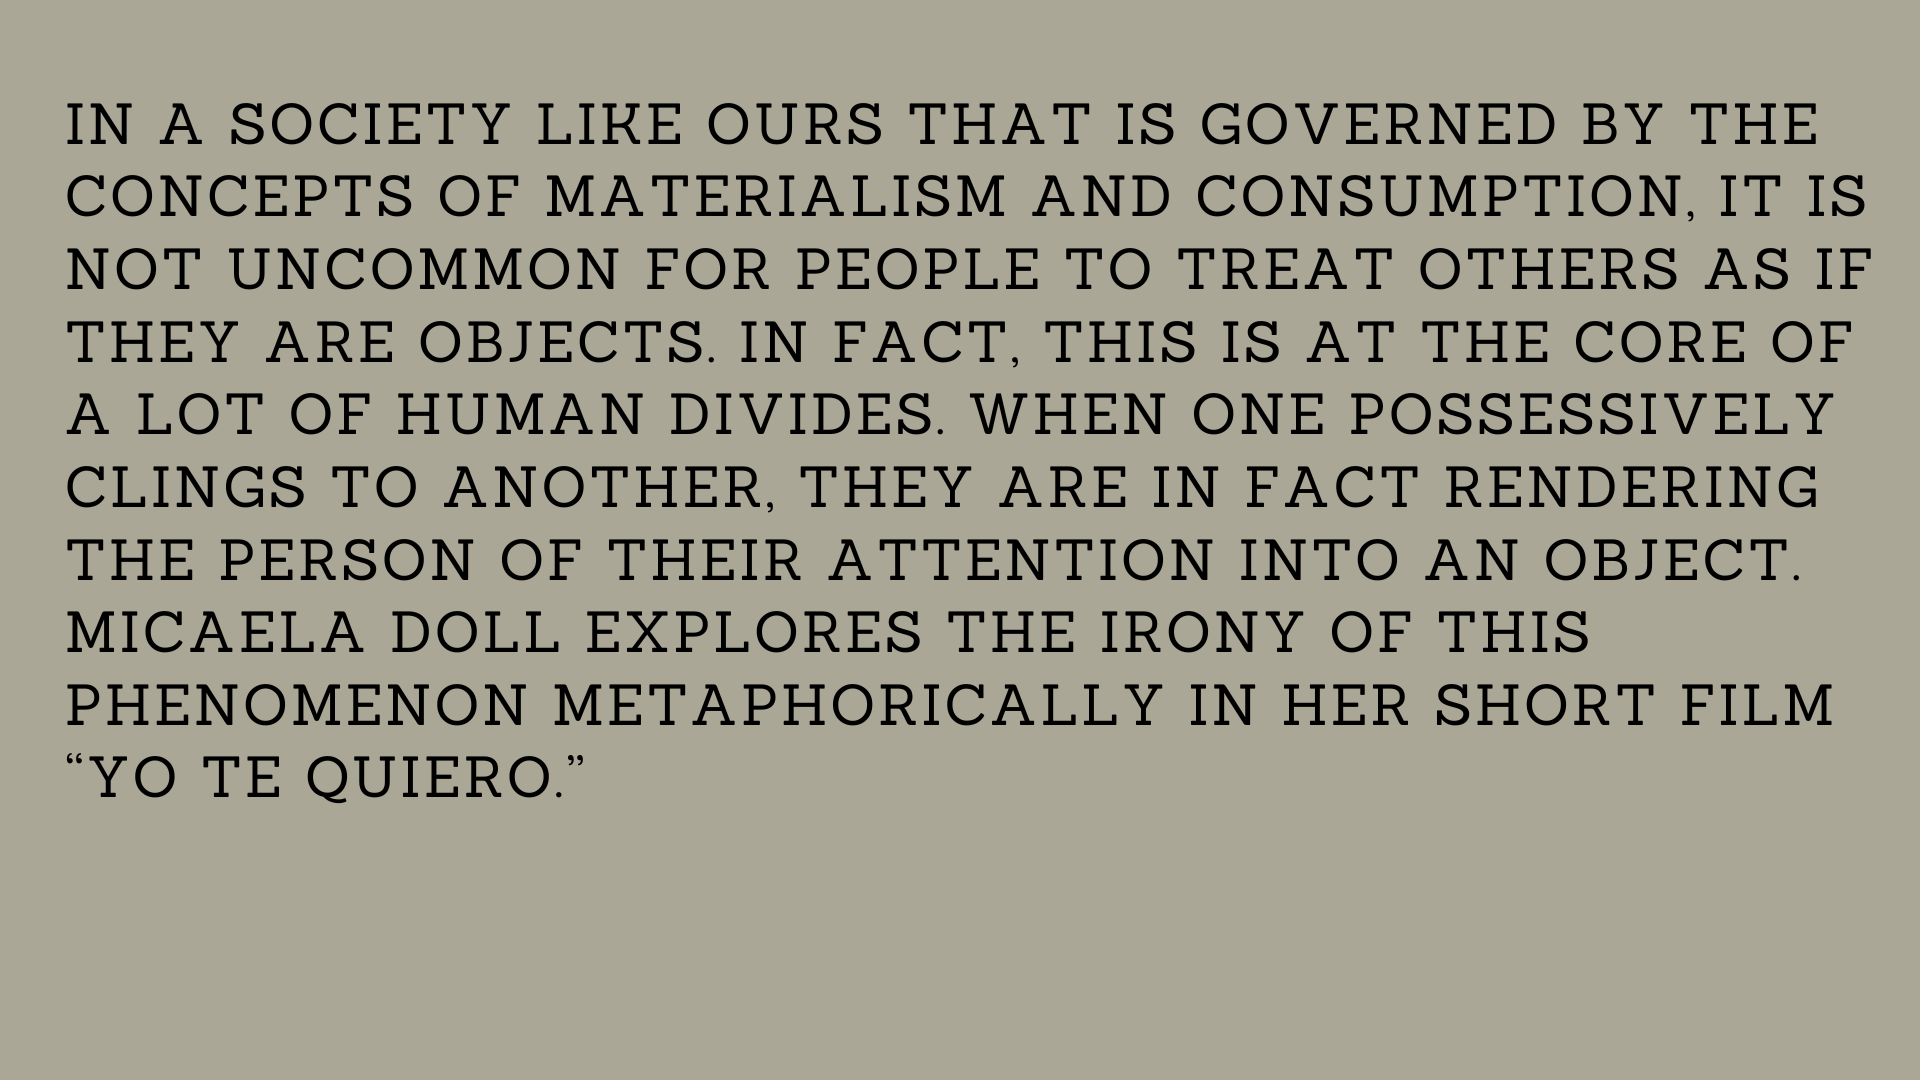 IN A SOCIETY LIKE OURS THAT IS GOVERNED BY THE
CONCEPTS OF MATERIALISM AND CONSUMPTION, IT IS
NOT UNCOMMON FOR PEOPLE TO TREAT OTHERS AS IF
THEY ARE OBJECTS. IN FACT, THIS IS AT THE CORE OF
A LOT OF HUMAN DIVIDES. WHEN ONE POSSESSIVELY
CLINGS TO ANOTHER, THEY ARE IN FACT RENDERING
THE PERSON OF THEIR ATTENTION INTO AN OBJECT.
MICAELA DOLL EXPLORES THE IRONY OF THIS
PHENOMENON METAPHORICALLY IN HER SHORT FILM
“YO TE QUIERO.”